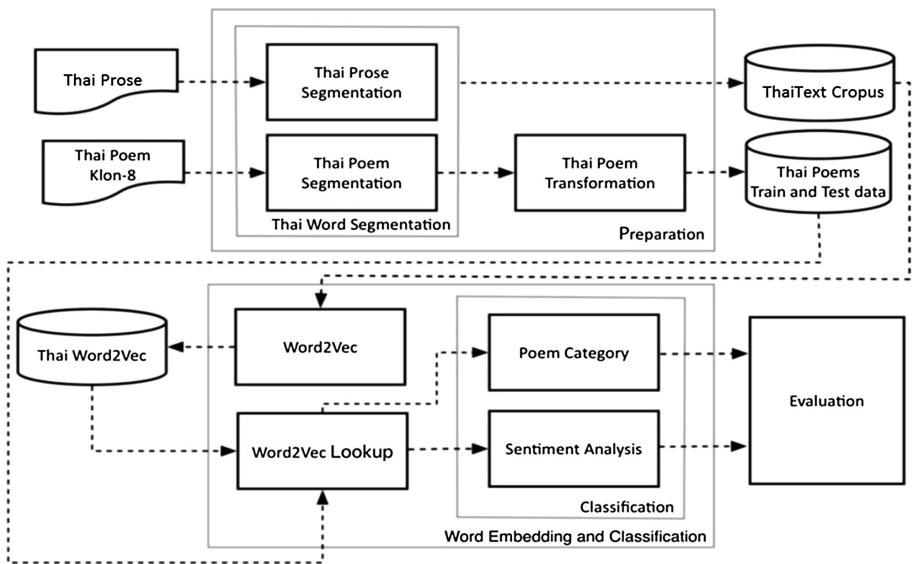 Thai Prose
Thai Prose
Segmentation
ThaiText Cropus
Thai Poem
Klon-8
Thai Poem
Segmentation
Thai Poem
Transformation
Thai Poems
Train and Test data
Thai Word Segmentation
Preparation
Thai Word2Vec
Word2Vec
Poem Category
Evaluation
Word2Vec Lookup
Sentiment Analysis
Classification
Word Embedding and Classification